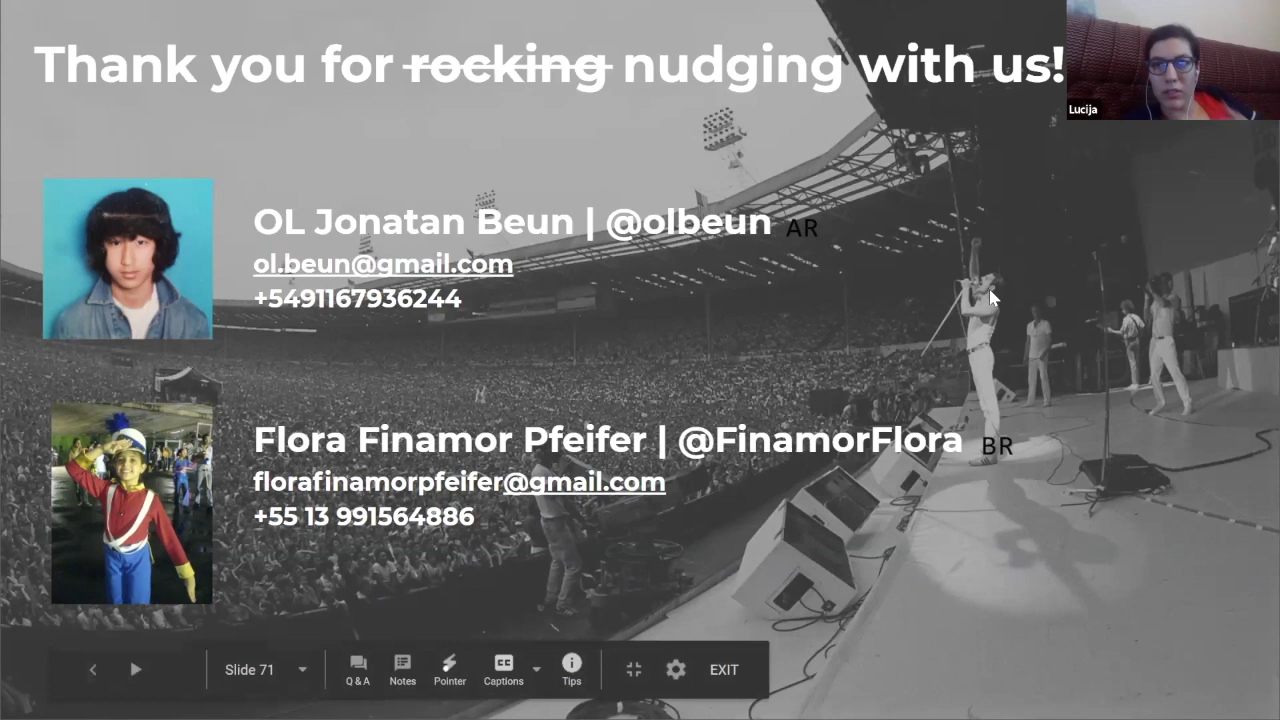 Thank you for rocking nudging with us!
Lucija
OL Jonatan Beun | @olbeun AR
ol.beun@gmail.com
+5491167936244
Flora Finamor Pfeifer | @FinamorFlora BR
florafinamorpfeifer@gmail.com
+55 13 991564886
Slide 71
Q & A
Notes
Pointer
Captions
Tips
EXIT